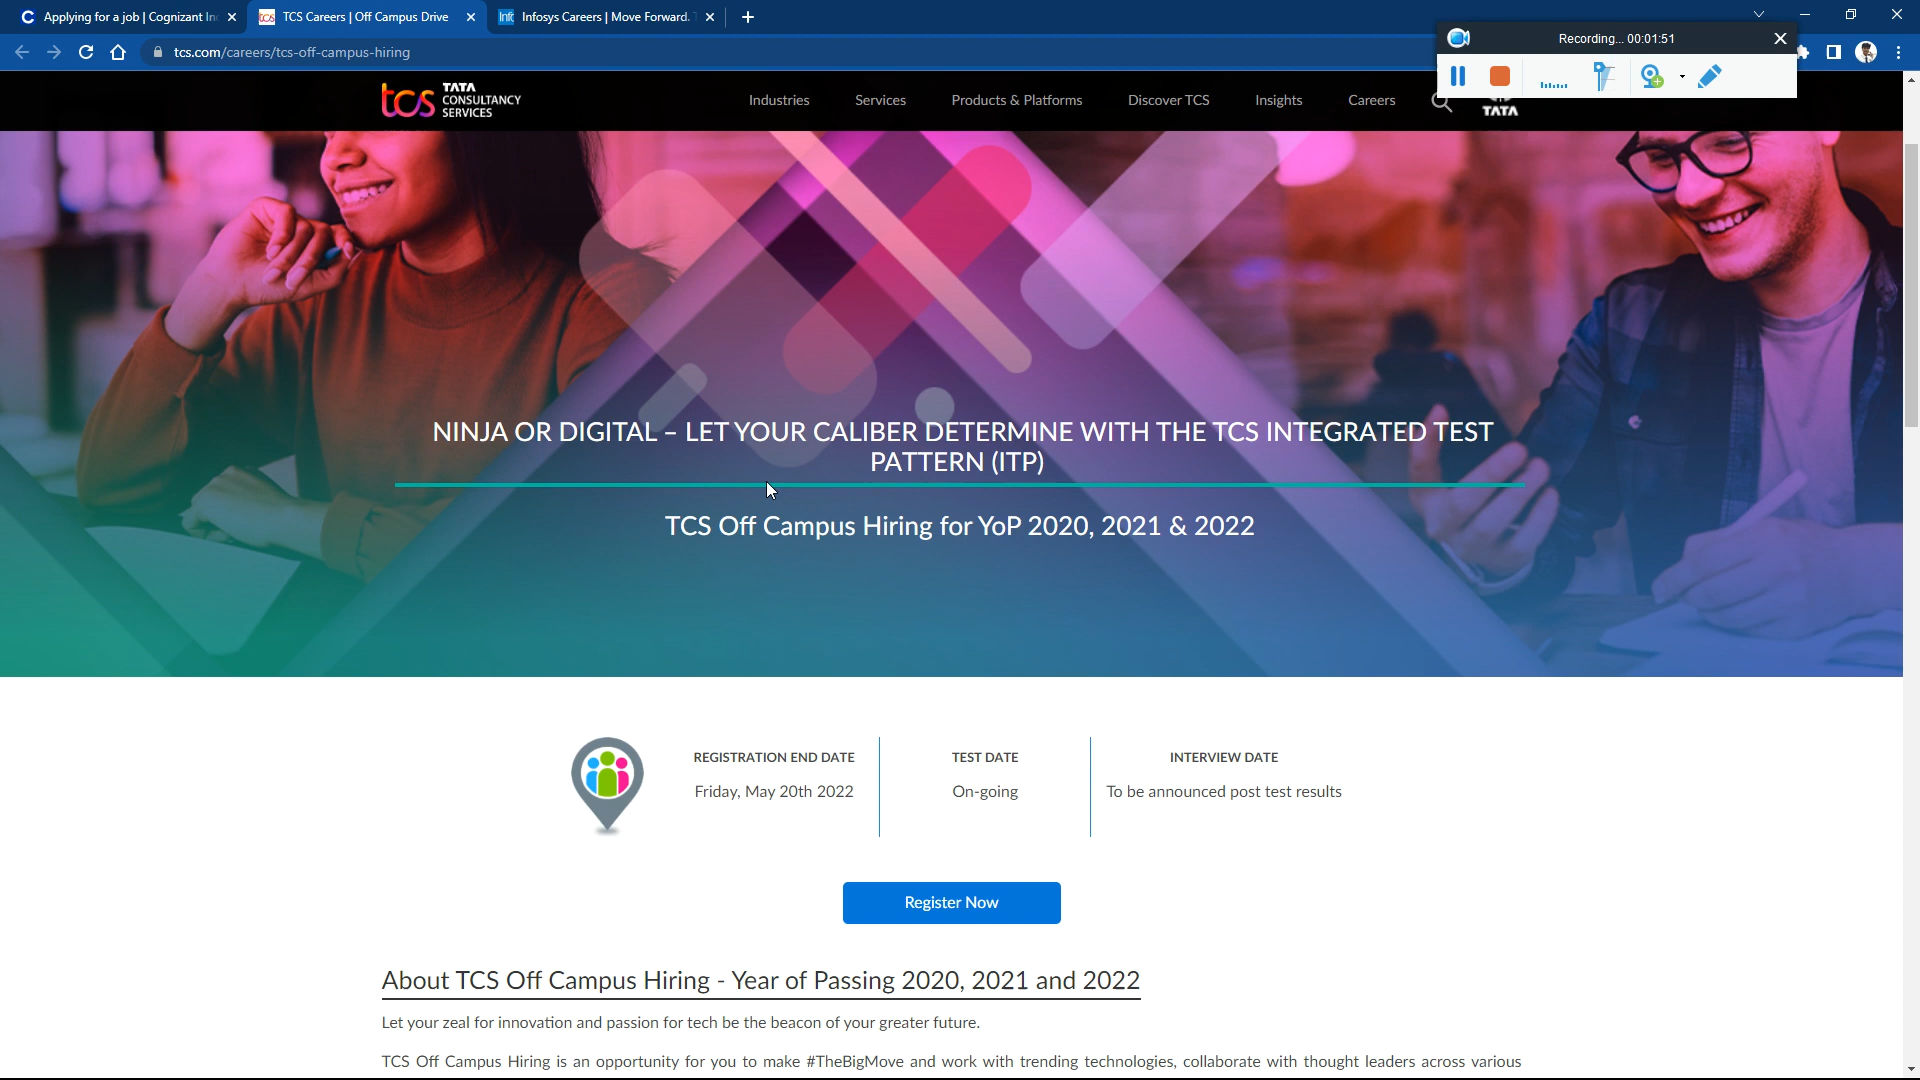 Applying for a job | Cognizant In
TCS Careers | Off Campus Drive
Infosys Careers | Move Forward.
tcs.com/careers/tcs-off-campus-hiring
Recording... 00:01:51
tcs TATA
CONSULTANCY
SERVICES
Industries
Services
Products & Platforms
Discover TCS
Insights
Careers
TATA
NINJA OR DIGITAL – LET YOUR CALIBER DETERMINE WITH THE TCS INTEGRATED TEST
PATTERN (ITP)
TCS Off Campus Hiring for YoP 2020, 2021 & 2022
REGISTRATION END DATE
Friday, May 20th 2022
TEST DATE
On-going
INTERVIEW DATE
To be announced post test results
Register Now
About TCS Off Campus Hiring - Year of Passing 2020, 2021 and 2022
Let your zeal for innovation and passion for tech be the beacon of your greater future.
TCS Off Campus Hiring is an opportunity for you to make #TheBigMove and work with trending technologies, collaborate with thought leaders across various